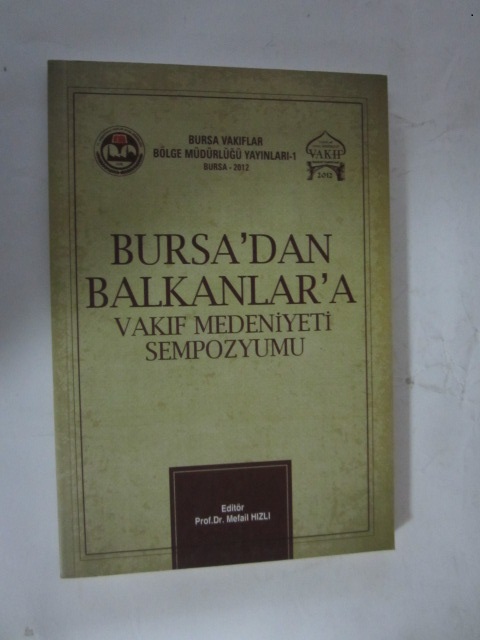 BURSA VAKIFLAR
BÖLGE MÜDÜRLÜĞÜ YAYINLARI-1
BURSA - 2012
VAKIF
2012
BURSA'DAN
BALKANLAR'A
VAKIF MEDENİYETİ
SEMPOZYUMU
Editör
Prof.Dr. Mefail HIZLI